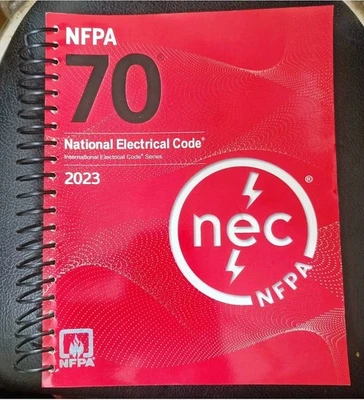 NFPA
70®
National Electrical Code®
International Electrical Code® Series
2023
nec
®
NFPA
NFPA